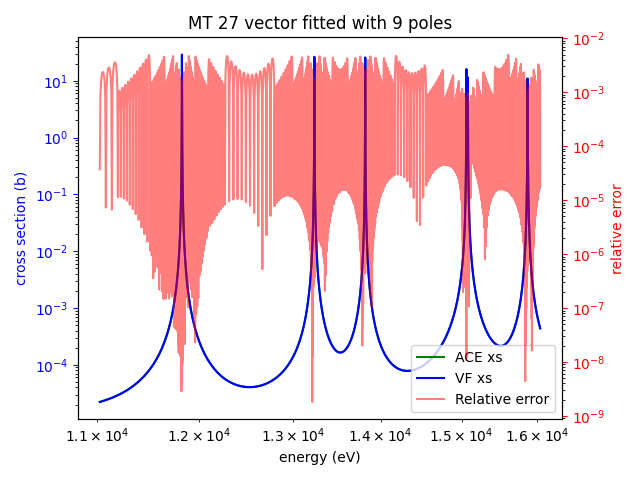 MT 27 vector fitted with 9 poles
cross section (b)
10¹
10⁰
10⁻¹
10⁻²
10⁻³
10⁻⁴
10⁻²
10⁻³
10⁻⁴
10⁻⁵
10⁻⁶
10⁻⁷
10⁻⁸
10⁻⁹
relative error
ACE xs
VF xs
Relative error
1.1 × 10⁴ 1.2 × 10⁴ 1.3 × 10⁴ 1.4 × 10⁴ 1.5 × 10⁴ 1.6 × 10⁴
energy (eV)